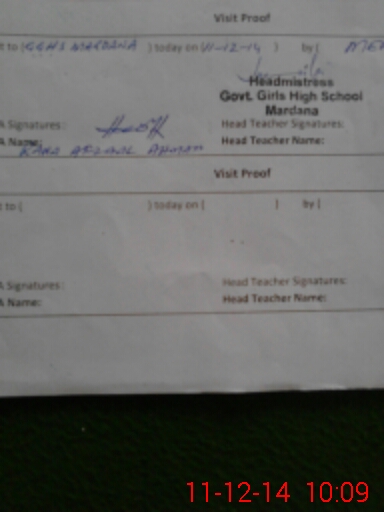 Visit Proof
t to (GGHS MARDANA ) today on (11-12-14 ) by (
Headmistress
Govt. Girls High School
Mardana
A Signatures: Head Teacher Signatures:
A Name: Head Teacher Name:
Visit Proof
t to ( ) today on ( ) by (
A Signatures: Head Teacher Signatures:
A Name: Head Teacher Name:
11-12-14 10:09